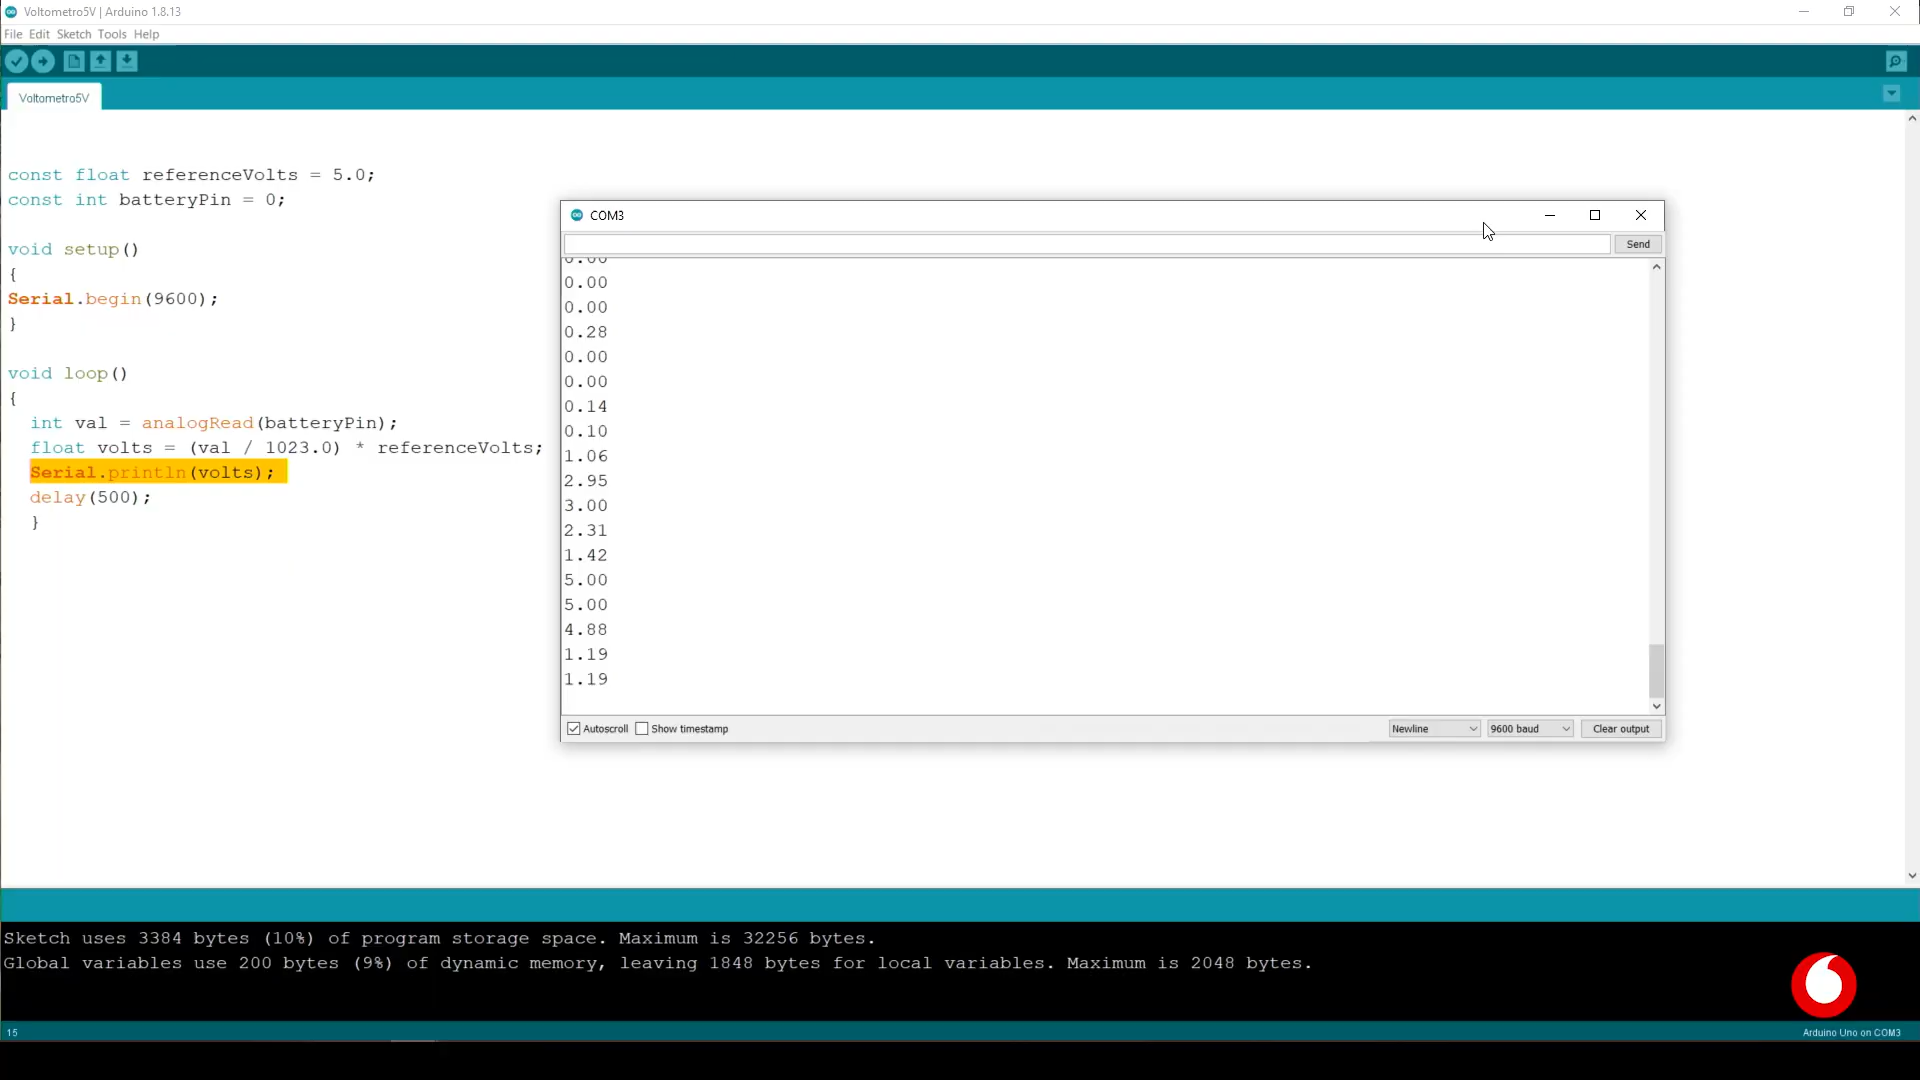 Voltometro5V | Arduino 1.8.13
File Edit Sketch Tools Help
Voltometro5V
const float referenceVolts = 5.0;
const int batteryPin = 0;
void setup()
{
Serial.begin(9600);
}
void loop()
{
int val = analogRead(batteryPin);
float volts = (val / 1023.0) * referenceVolts;
Serial.println(volts);
delay(500);
}
COM3
Send
0.00
0.00
0.00
0.28
0.00
0.00
0.14
0.10
1.06
2.95
3.00
2.31
1.42
5.00
5.00
4.88
1.19
1.19
Autoscroll Show timestamp Newline 9600 baud Clear output
Sketch uses 3384 bytes (10%) of program storage space. Maximum is 32256 bytes.
Global variables use 200 bytes (9%) of dynamic memory, leaving 1848 bytes for local variables. Maximum is 2048 bytes.
15 Arduino Uno on COM3